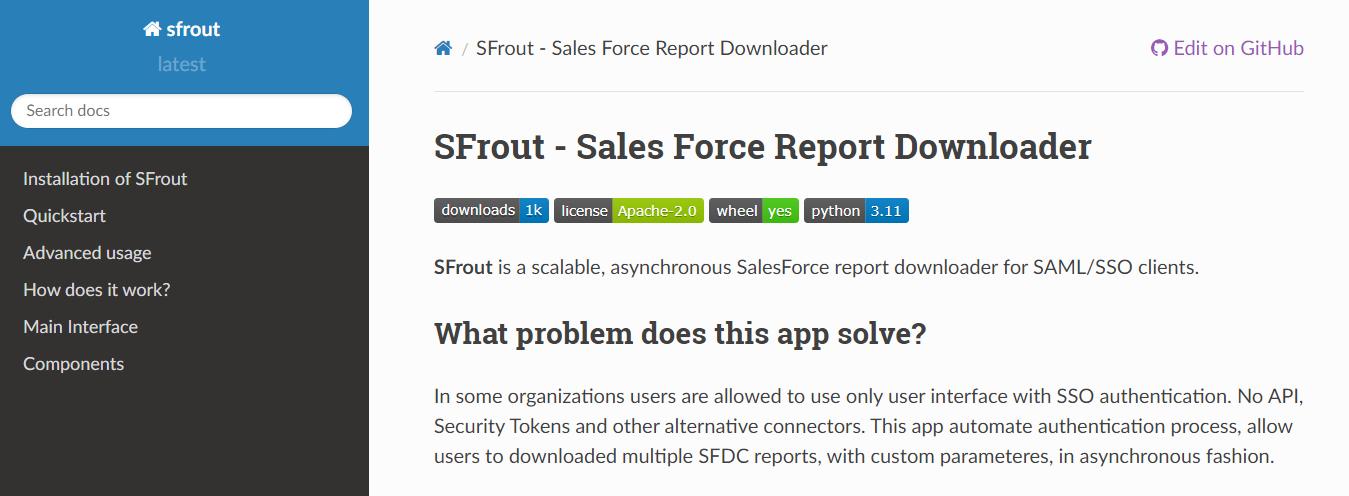 sfrout
latest
Search docs
Installation of SFrout
Quickstart
Advanced usage
How does it work?
Main Interface
Components
/ SFrout - Sales Force Report Downloader
Edit on GitHub
SFrout - Sales Force Report Downloader
downloads 1k license Apache-2.0 wheel yes python 3.11
SFrout is a scalable, asynchronous SalesForce report downloader for SAML/SSO clients.
What problem does this app solve?
In some organizations users are allowed to use only user interface with SSO authentication. No API,
Security Tokens and other alternative connectors. This app automate authentication process, allow
users to downloaded multiple SFDC reports, with custom parameteres, in asynchronous fashion.